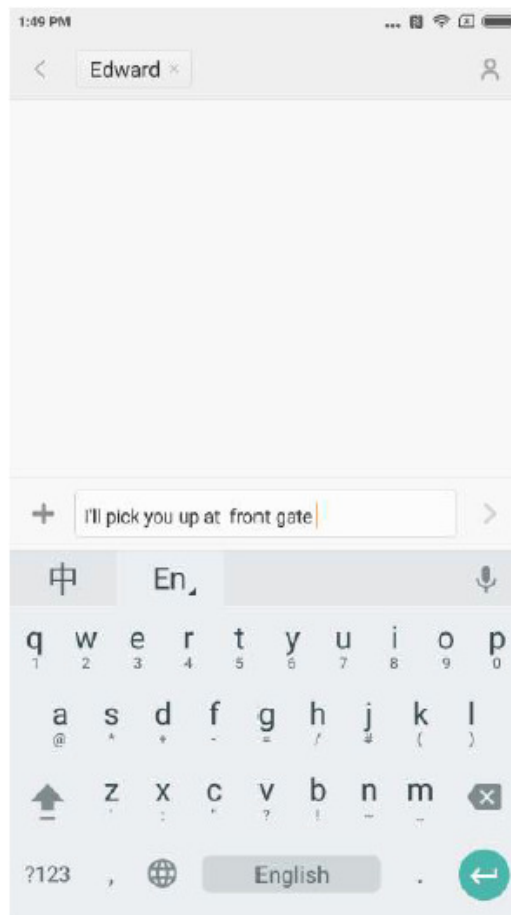 1:49 PM ...
Edward ×
I'll pick you up at front gate
中 En
q w e r t y u i o p
1 2 3 4 5 6 7 8 9 0
a s d f g h j k l
@ * + - = / # ( )
z x c v b n m
? !
?123 , English .